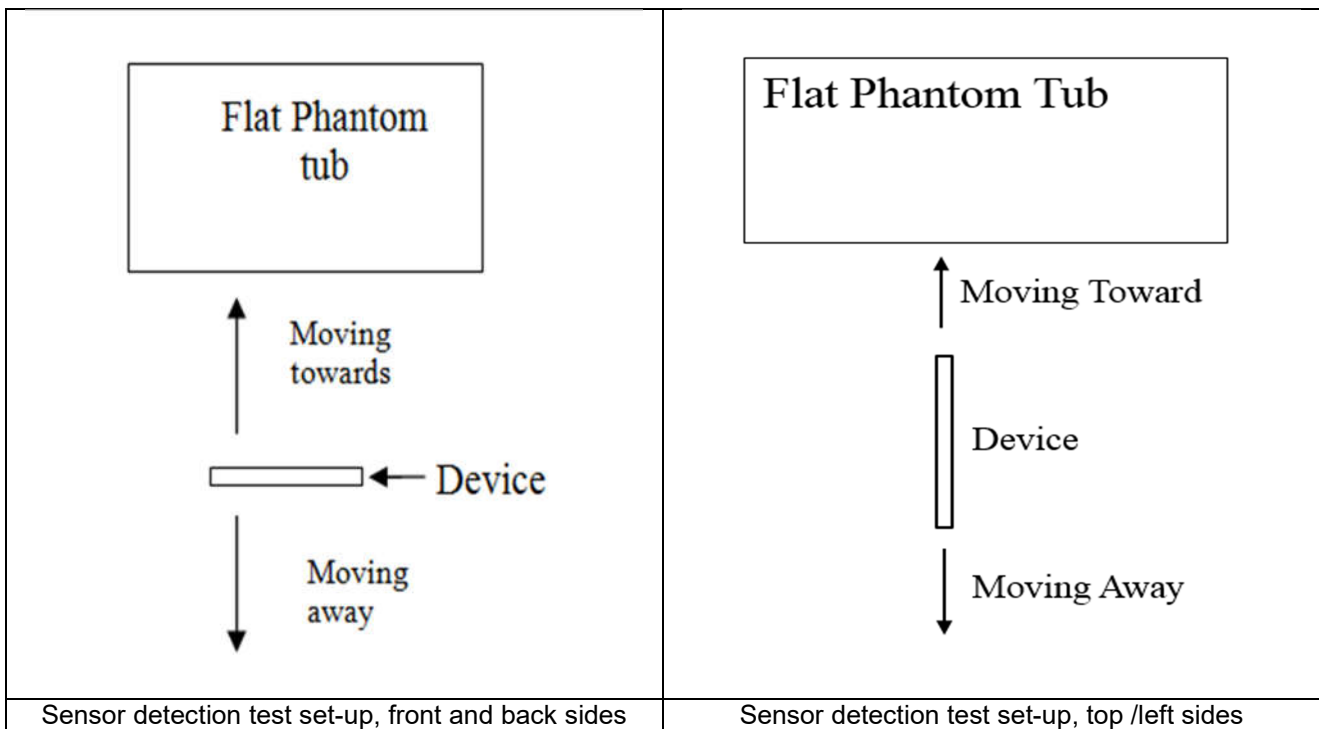 Flat Phantom
tub
Moving
towards
Device
Moving
away
Sensor detection test set-up, front and back sides
Flat Phantom Tub
Moving Toward
Device
Moving Away
Sensor detection test set-up, top /left sides